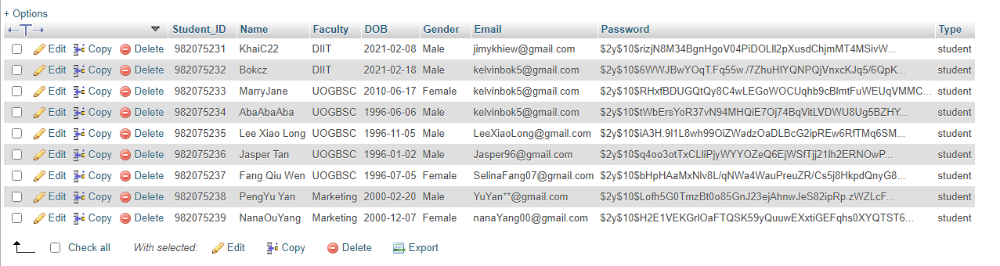 + Options
Student_ID Name Faculty DOB Gender Email Password Type
Edit Copy Delete 982075231 KhaiC22 DIIT 2021-02-08 Male jimykhiew@gmail.com $2y$10$rizjN8M34BgnHgoV04PiDOLlI2pXusdChjmMT4MSivW... student
Edit Copy Delete 982075232 Bokcz DIIT 2021-02-18 Male kelvinbok5@gmail.com $2y$10$6WWJBwYOqT.Fq55w./7ZhuHIYQNPQjVnxcKJq5/6QpK... student
Edit Copy Delete 982075233 MarryJane UOGBSC 2010-06-17 Female kelvinbok5@gmail.com $2y$10$RHxfBDUGQtQy8C4wLEGoWOCUqhb9cBlmtFuWEUqVMMC... student
Edit Copy Delete 982075234 AbaAbaAba UOGBSC 1996-06-06 Male kelvinbok5@gmail.com $2y$10$tWbErsYoR37vN94MHQiE7Oj74BqVitLVDWU8Ug5BZHY... student
Edit Copy Delete 982075235 Lee Xiao Long UOGBSC 1996-11-05 Male LeeXiaoLong@gmail.com $2y$10$iA3H.9l1L8wh99OiZWadzOaDLBcG2ipREw6RfTMq6SM... student
Edit Copy Delete 982075236 Jasper Tan UOGBSC 1996-01-02 Male Jasper96@gmail.com $2y$10$q4oo3otTxCLliPjyWYYOZeQ6EjWSfTjj21lh2ERNOwP... student
Edit Copy Delete 982075237 Fang Qiu Wen UOGBSC 1996-07-05 Female SelinaFang07@gmail.com $2y$10$bHpHAaMxNlv8L/qNWa4WauPreuZR/Cs5j8HkpdQnyG8... student
Edit Copy Delete 982075238 PengYu Yan Marketing 2000-02-20 Male YuYan**@gmail.com $2y$10$Lofh5G0TmzBt0o85GnJ23ejAhnwJeS82ipRp.zWZLcF... student
Edit Copy Delete 982075239 NanaOuYang Marketing 2000-12-07 Female nanaYang00@gmail.com $2y$10$H2E1VEKGrlOaFTQSK59yQuuwEXxtiGEFqhs0XYQTST6... student
Check all With selected: Edit Copy Delete Export